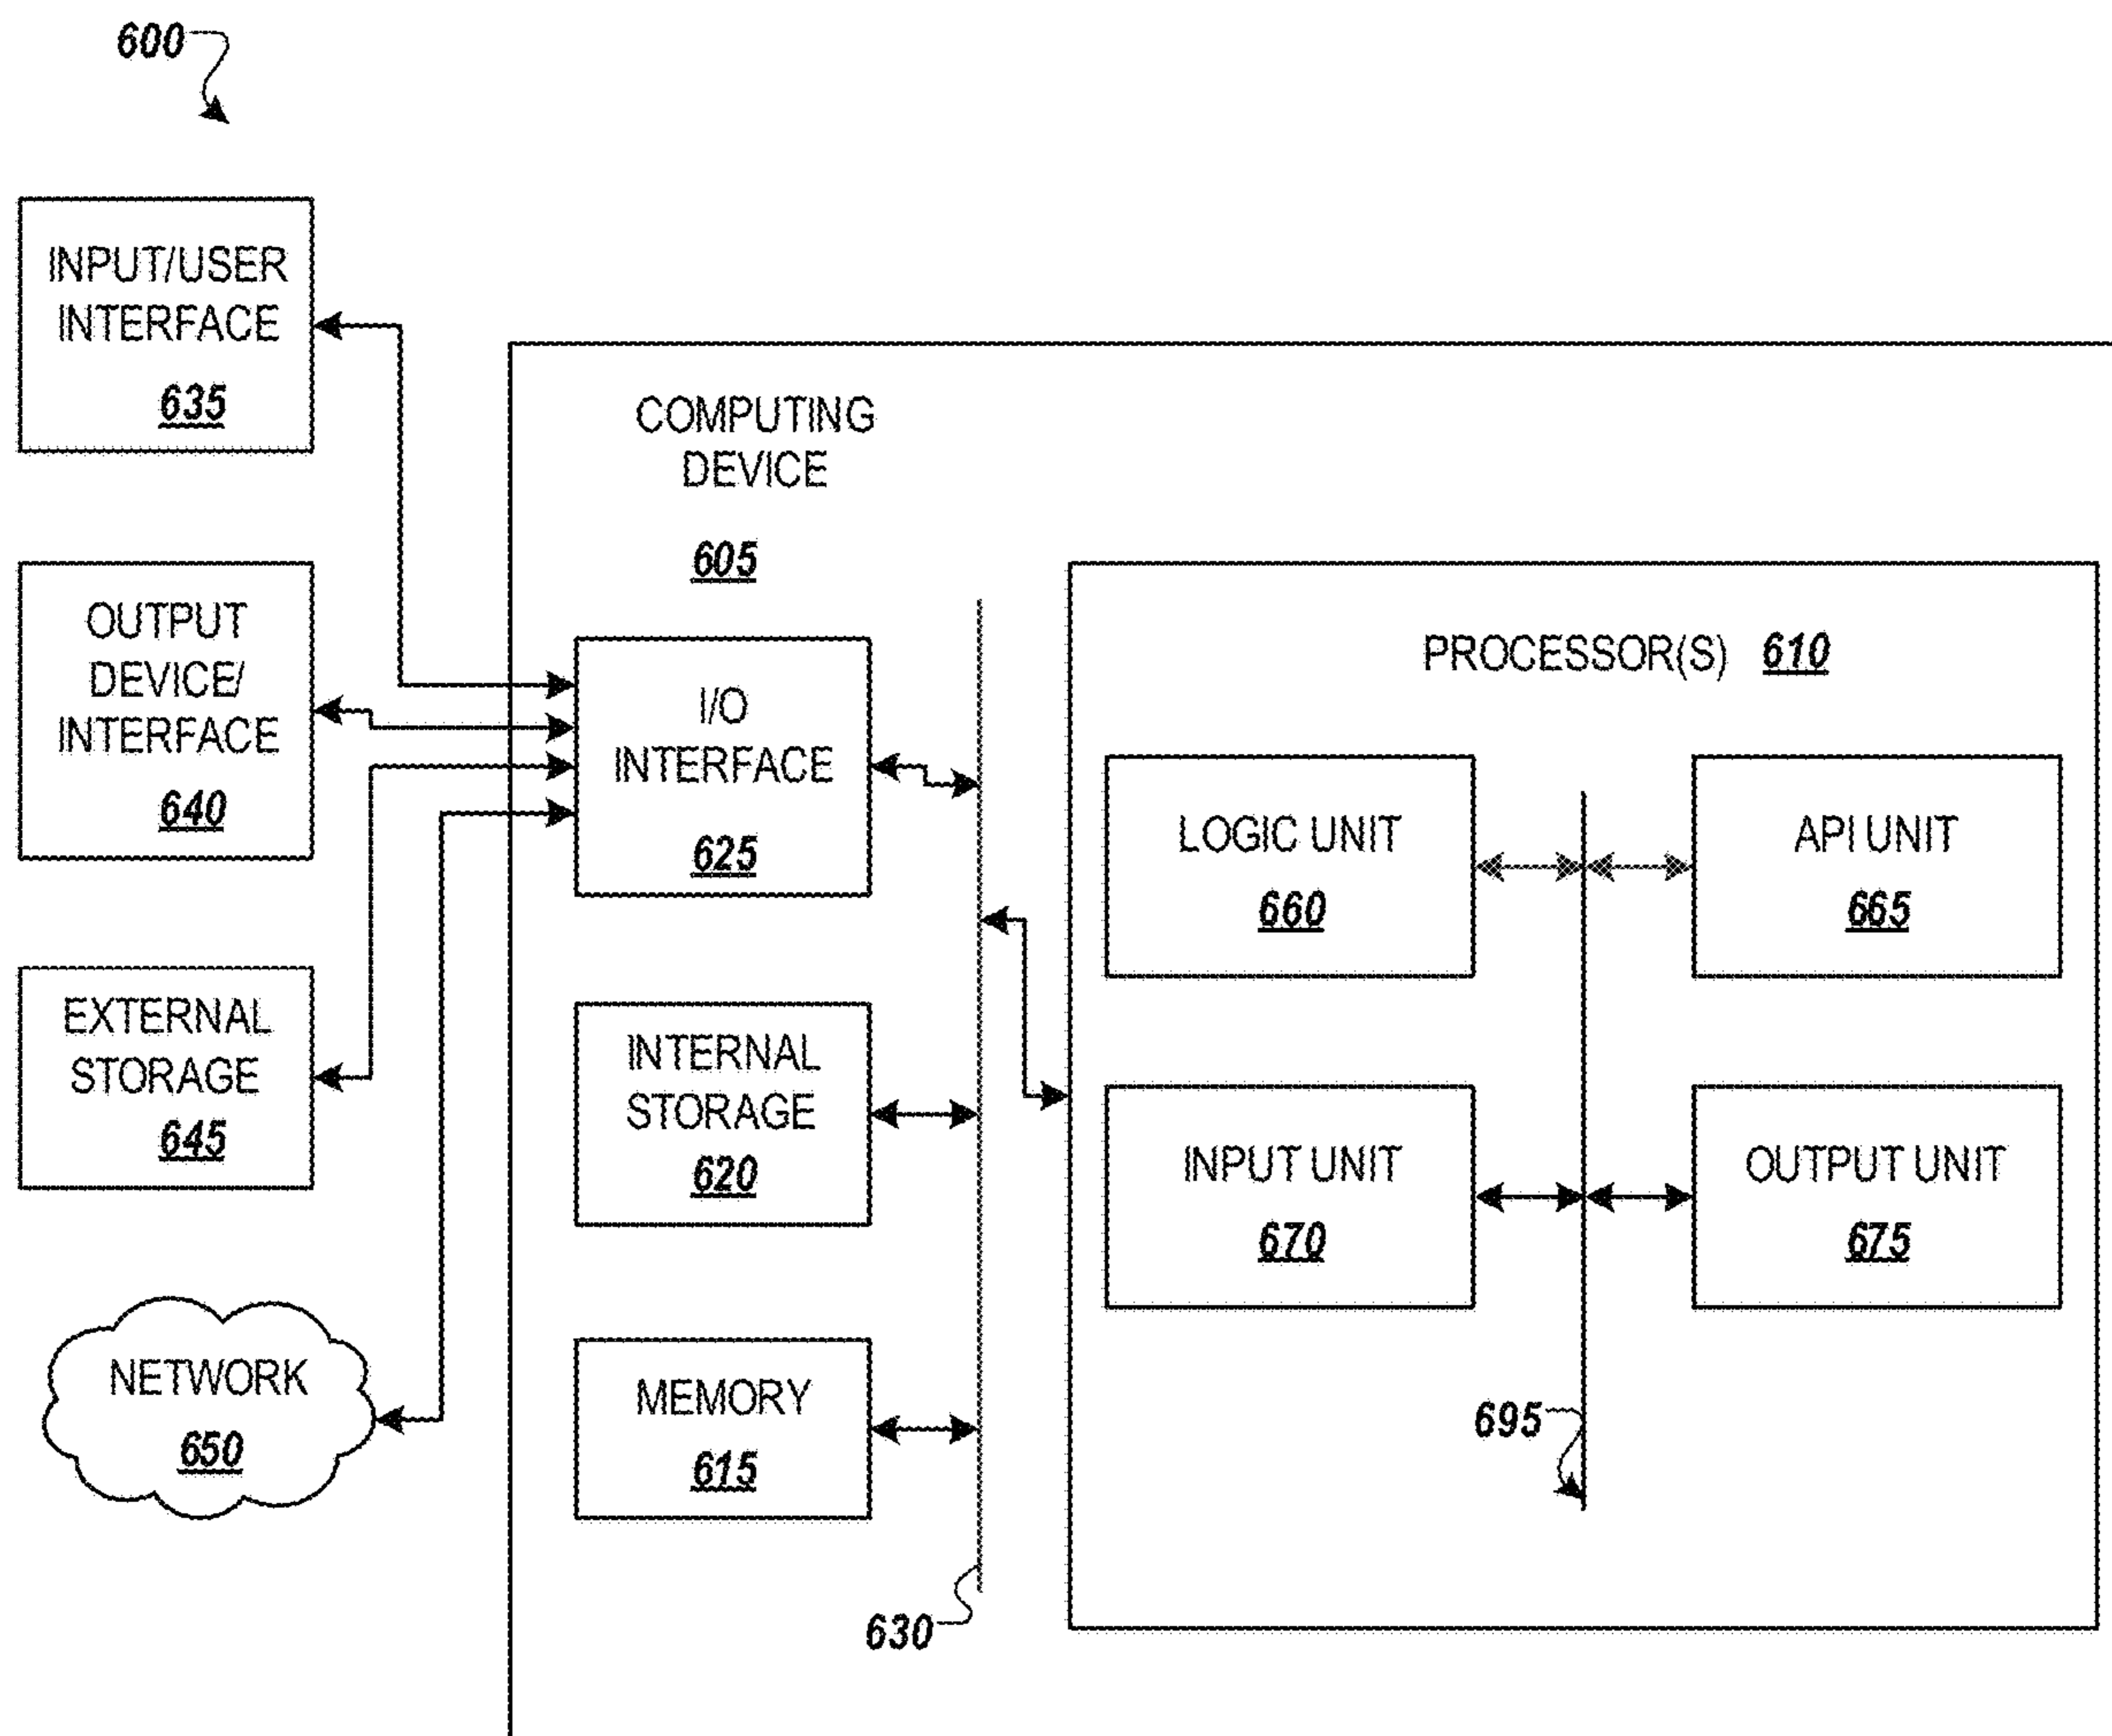 600
INPUT/USER
INTERFACE
635
OUTPUT
DEVICE/
INTERFACE
640
EXTERNAL
STORAGE
645
NETWORK
650
COMPUTING
DEVICE
605
I/O
INTERFACE
625
INTERNAL
STORAGE
620
MEMORY
615
630
PROCESSOR(S) 610
LOGIC UNIT
660
API UNIT
665
INPUT UNIT
670
OUTPUT UNIT
675
695